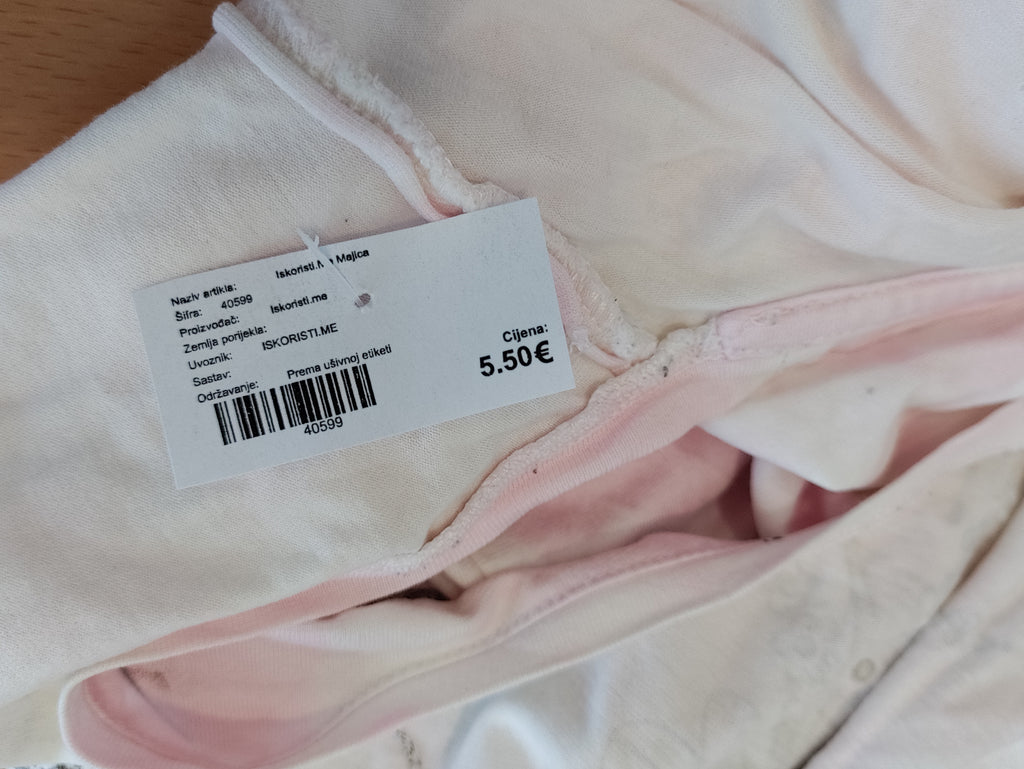 Naziv artikla:
Iskoristi.Me Majica
Šifra: 40599
Proizvođač: Iskoristi.me
Zemlja porijekla:
Uvoznik: ISKORISTI.ME
Sastav:
Održavanje: Prema ušivnoj etiketi
40599
Cijena:
5.50€